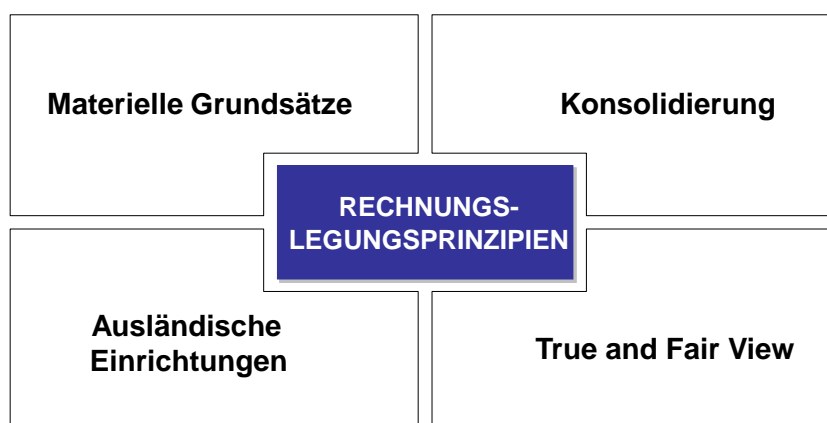 Materielle Grundsätze
Konsolidierung
RECHNUNGS-
LEGUNGSPRINZIPIEN
Ausländische
Einrichtungen
True and Fair View